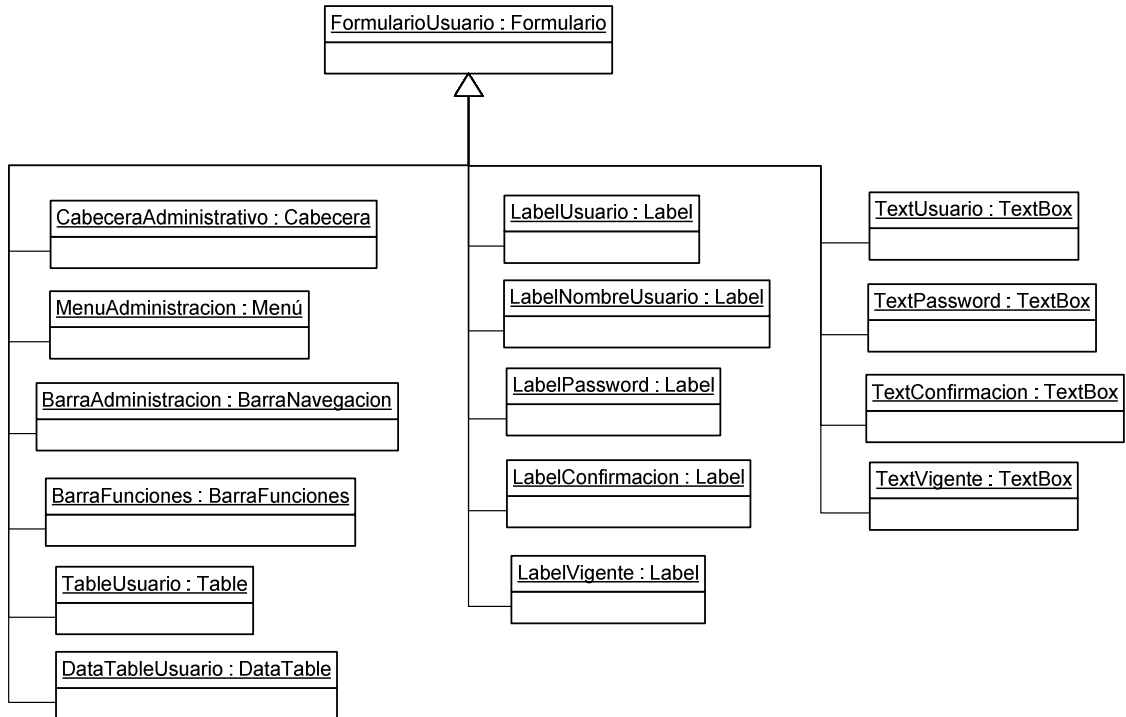 FormularioUsuario : Formulario
CabeceraAdministrativo : Cabecera
MenuAdministracion : Menú
BarraAdministracion : BarraNavegacion
BarraFunciones : BarraFunciones
TableUsuario : Table
DataTableUsuario : DataTable
LabelUsuario : Label
LabelNombreUsuario : Label
LabelPassword : Label
LabelConfirmacion : Label
LabelVigente : Label
TextUsuario : TextBox
TextPassword : TextBox
TextConfirmacion : TextBox
TextVigente : TextBox